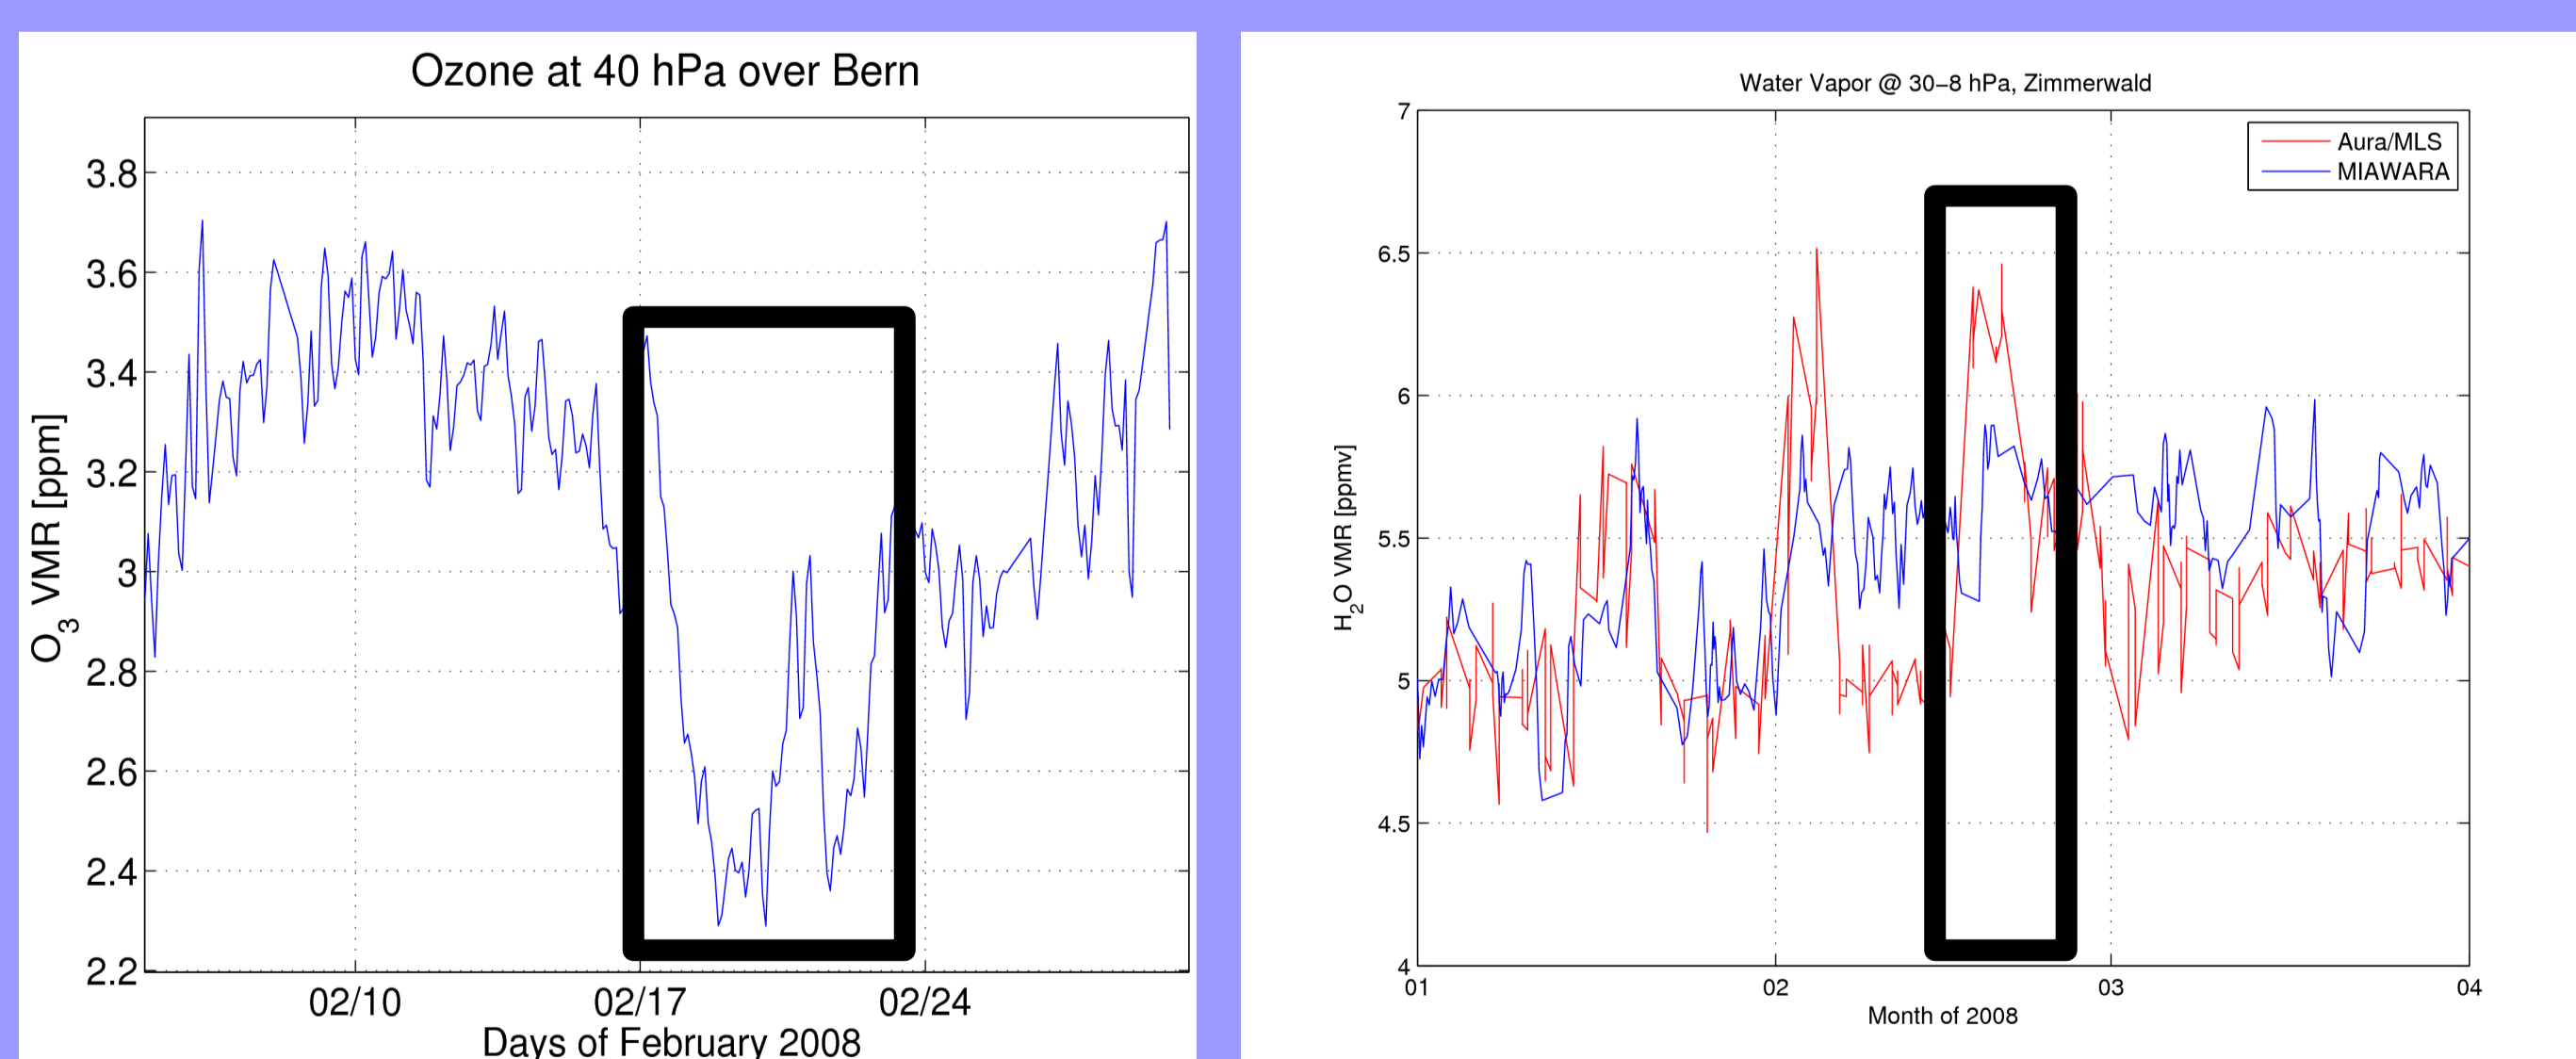 Ozone at 40 hPa over Bern
3.8
3.6
3.4
3.2
3
2.8
2.6
2.4
2.2
O3 VMR [ppm]
02/10 02/17 02/24
Days of February 2008
Water Vapor @ 30–8 hPa, Zimmerwald
7
6.5
6
5.5
5
4.5
4
H2O VMR [ppmv]
Aura/MLS
MIAWARA
01 02 03 04
Month of 2008